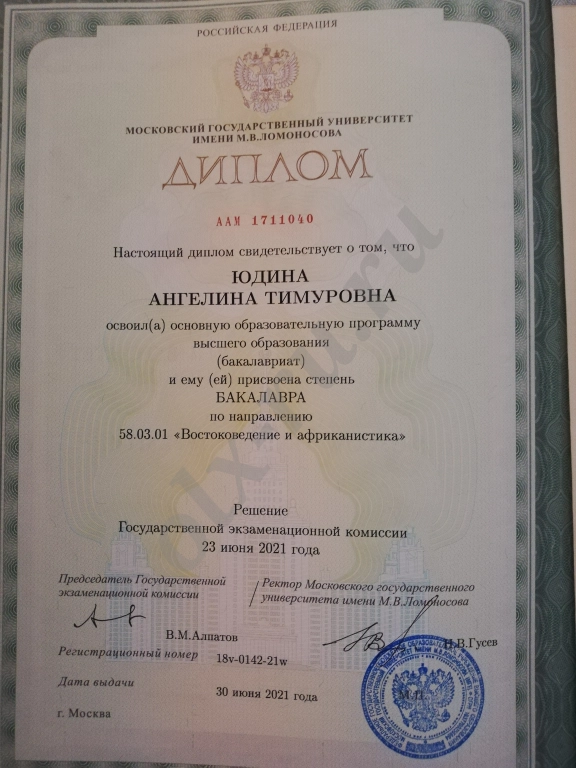 РОССИЙСКАЯ ФЕДЕРАЦИЯ
МОСКОВСКИЙ ГОСУДАРСТВЕННЫЙ УНИВЕРСИТЕТ
ИМЕНИ М.В.ЛОМОНОСОВА
ДИПЛОМ
ААМ 1711040
Настоящий диплом свидетельствует о том, что
ЮДИНА
АНГЕЛИНА ТИМУРОВНА
освоил(а) основную образовательную программу
высшего образования
(бакалавриат)
и ему (ей) присвоена степень
БАКАЛАВРА
по направлению
58.03.01 «Востоковедение и африканистика»
Решение
Государственной экзаменационной комиссии
23 июня 2021 года
Председатель Государственной
экзаменационной комиссии
Ректор Московского государственного
университета имени М.В.Ломоносова
В.М.Алпатов
Н.В.Гусев
Регистрационный номер 18v-0142-21w
М.П.
Дата выдачи 30 июня 2021 года
г. Москва